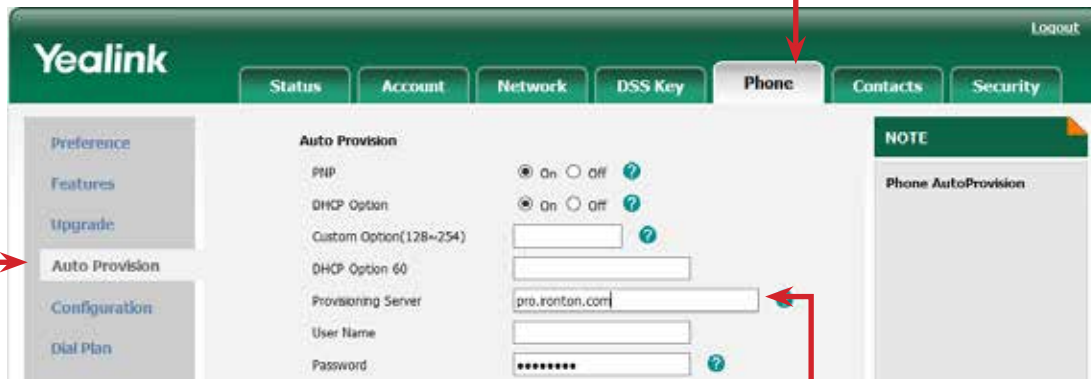 Logout
Yealink
Status Account Network DSS Key Phone Contacts Security
Preference
Features
Upgrade
Auto Provision
Configuration
Dial Plan
Auto Provision
PNP On Off ?
DHCP Option On Off ?
Custom Option(128~254) ?
DHCP Option 60
Provisioning Server pro.ironton.com
User Name
Password •••••••• ?
NOTE
Phone AutoProvision